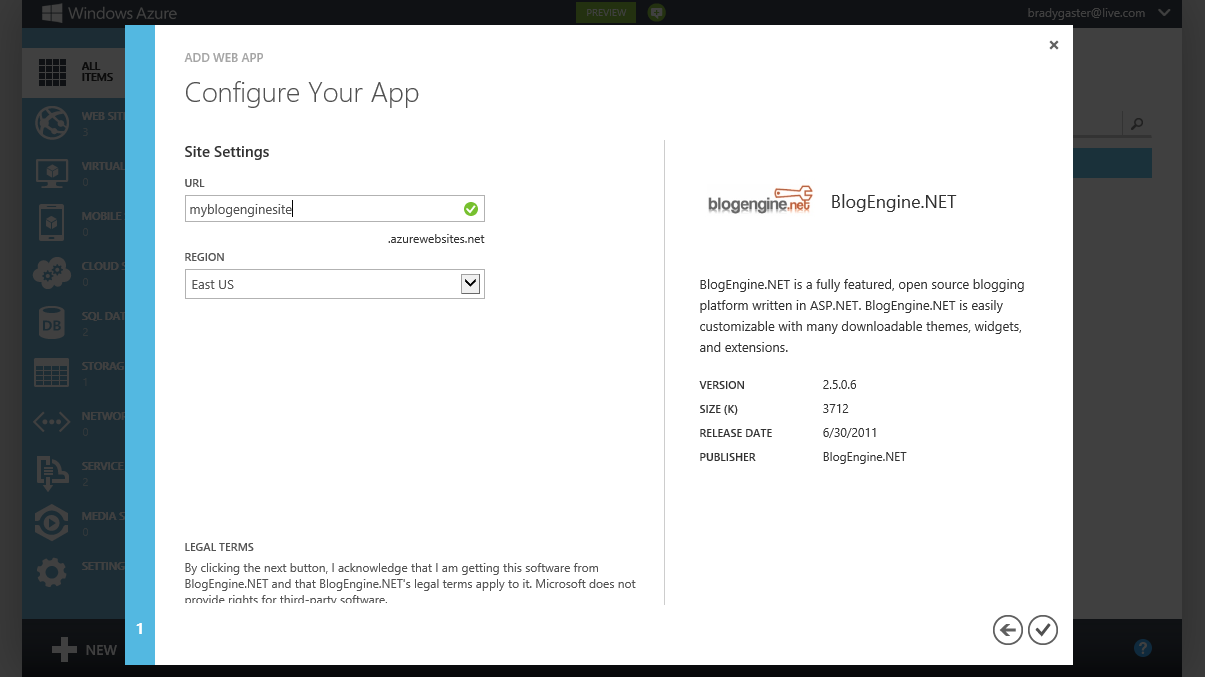 Windows Azure
PREVIEW
bradygaster@live.com
ALL
ITEMS
WEB SIT
3
VIRTUAL
0
MOBILE
0
CLOUD S
0
SQL DAT
DB
2
STORAG
1
NETWOR
0
SERVICE
2
MEDIA S
0
SETTING
NEW
1
ADD WEB APP
Configure Your App
Site Settings
URL
myblogenginesite
.azurewebsites.net
REGION
East US
LEGAL TERMS
By clicking the next button, I acknowledge that I am getting this software from
BlogEngine.NET and that BlogEngine.NET's legal terms apply to it. Microsoft does not
provide rights for third-party software.
blogengine.net
BlogEngine.NET
BlogEngine.NET is a fully featured, open source blogging
platform written in ASP.NET. BlogEngine.NET is easily
customizable with many downloadable themes, widgets,
and extensions.
VERSION 2.5.0.6
SIZE (K) 3712
RELEASE DATE 6/30/2011
PUBLISHER BlogEngine.NET
?